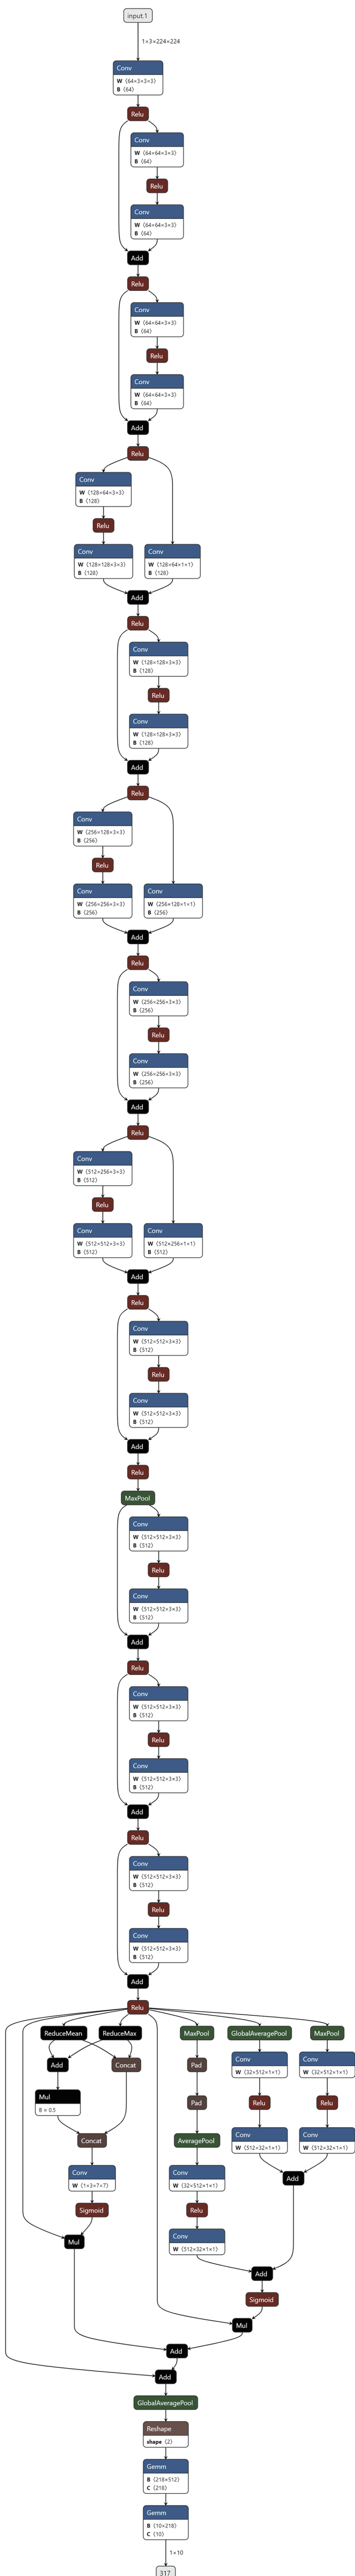 input.1
1×3×224×224
Conv
W ⟨64×3×3×3⟩
B ⟨64⟩
Relu
Conv
W ⟨64×64×3×3⟩
B ⟨64⟩
Relu
Conv
W ⟨64×64×3×3⟩
B ⟨64⟩
Add
Relu
Conv
W ⟨64×64×3×3⟩
B ⟨64⟩
Relu
Conv
W ⟨64×64×3×3⟩
B ⟨64⟩
Add
Relu
Conv
W ⟨128×64×3×3⟩
B ⟨128⟩
Relu
Conv
W ⟨128×128×3×3⟩
B ⟨128⟩
Conv
W ⟨128×64×1×1⟩
B ⟨128⟩
Add
Relu
Conv
W ⟨128×128×3×3⟩
B ⟨128⟩
Relu
Conv
W ⟨128×128×3×3⟩
B ⟨128⟩
Add
Relu
Conv
W ⟨256×128×3×3⟩
B ⟨256⟩
Relu
Conv
W ⟨256×256×3×3⟩
B ⟨256⟩
Conv
W ⟨256×128×1×1⟩
B ⟨256⟩
Add
Relu
Conv
W ⟨256×256×3×3⟩
B ⟨256⟩
Relu
Conv
W ⟨256×256×3×3⟩
B ⟨256⟩
Add
Relu
Conv
W ⟨512×256×3×3⟩
B ⟨512⟩
Relu
Conv
W ⟨512×512×3×3⟩
B ⟨512⟩
Conv
W ⟨512×256×1×1⟩
B ⟨512⟩
Add
Relu
Conv
W ⟨512×512×3×3⟩
B ⟨512⟩
Relu
Conv
W ⟨512×512×3×3⟩
B ⟨512⟩
Add
Relu
MaxPool
Conv
W ⟨512×512×3×3⟩
B ⟨512⟩
Relu
Conv
W ⟨512×512×3×3⟩
B ⟨512⟩
Add
Relu
Conv
W ⟨512×512×3×3⟩
B ⟨512⟩
Relu
Conv
W ⟨512×512×3×3⟩
B ⟨512⟩
Add
Relu
Conv
W ⟨512×512×3×3⟩
B ⟨512⟩
Relu
Conv
W ⟨512×512×3×3⟩
B ⟨512⟩
Add
Relu
ReduceMean ReduceMax MaxPool GlobalAveragePool MaxPool
Add Concat Pad
Conv
W ⟨32×512×1×1⟩
Conv
W ⟨32×512×1×1⟩
Mul
B = 0.5
Pad Relu Relu
Concat AveragePool
Conv
W ⟨512×32×1×1⟩
Conv
W ⟨512×32×1×1⟩
Conv
W ⟨1×3×7×7⟩
Conv
W ⟨32×512×1×1⟩
Add
Sigmoid Relu
Mul
Conv
W ⟨512×32×1×1⟩
Add
Sigmoid
Mul
Add
Add
GlobalAveragePool
Reshape
shape ⟨2⟩
Gemm
B ⟨218×512⟩
C ⟨218⟩
Gemm
B ⟨10×218⟩
C ⟨10⟩
1×10
317